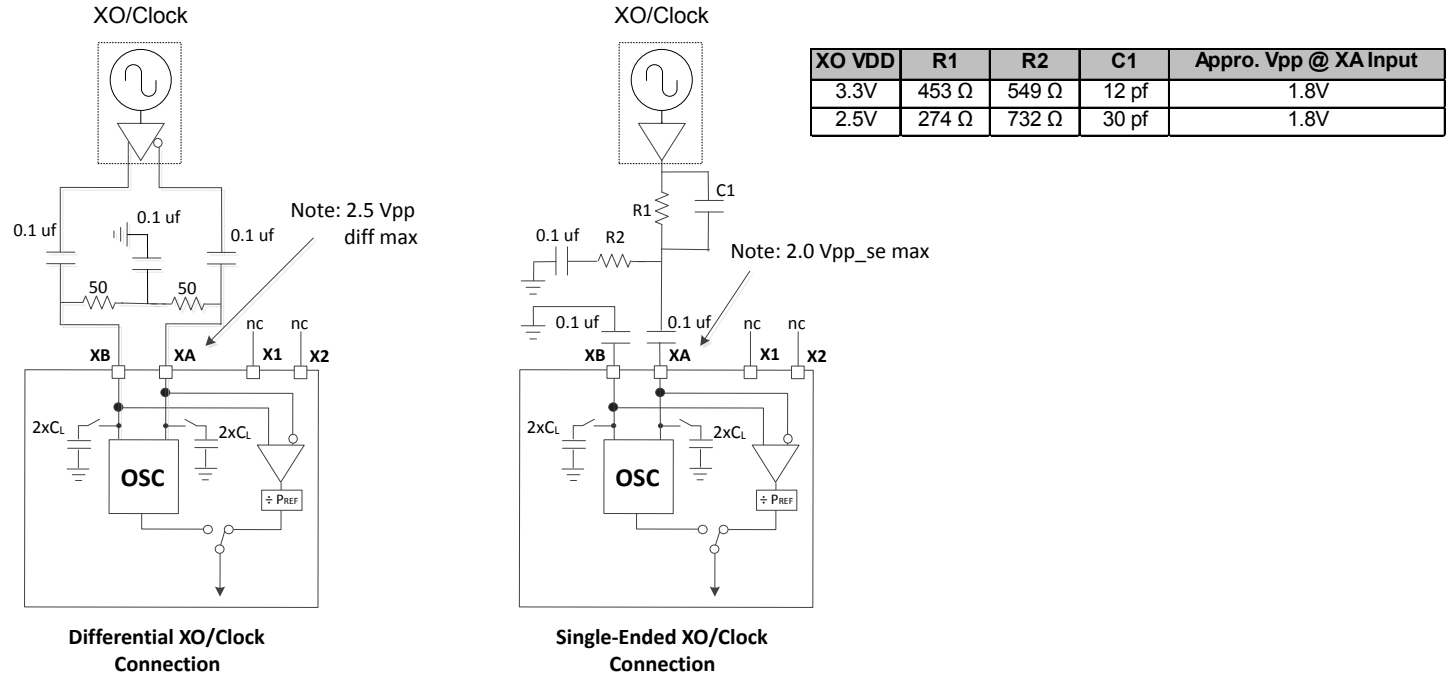 XO/Clock
0.1 uf
0.1 uf
0.1 uf
Note: 2.5 Vpp
diff max
50
50
nc
nc
XB
XA
X1
X2
2xCL
2xCL
OSC
÷ PREF
Differential XO/Clock
Connection
XO/Clock
C1
R1
0.1 uf
R2
Note: 2.0 Vpp_se max
0.1 uf
0.1 uf
nc
nc
XB
XA
X1
X2
2xCL
2xCL
OSC
÷ PREF
Single-Ended XO/Clock
Connection
XO VDD R1 R2 C1 Appro. Vpp @ XA Input
3.3V 453 Ω 549 Ω 12 pf 1.8V
2.5V 274 Ω 732 Ω 30 pf 1.8V